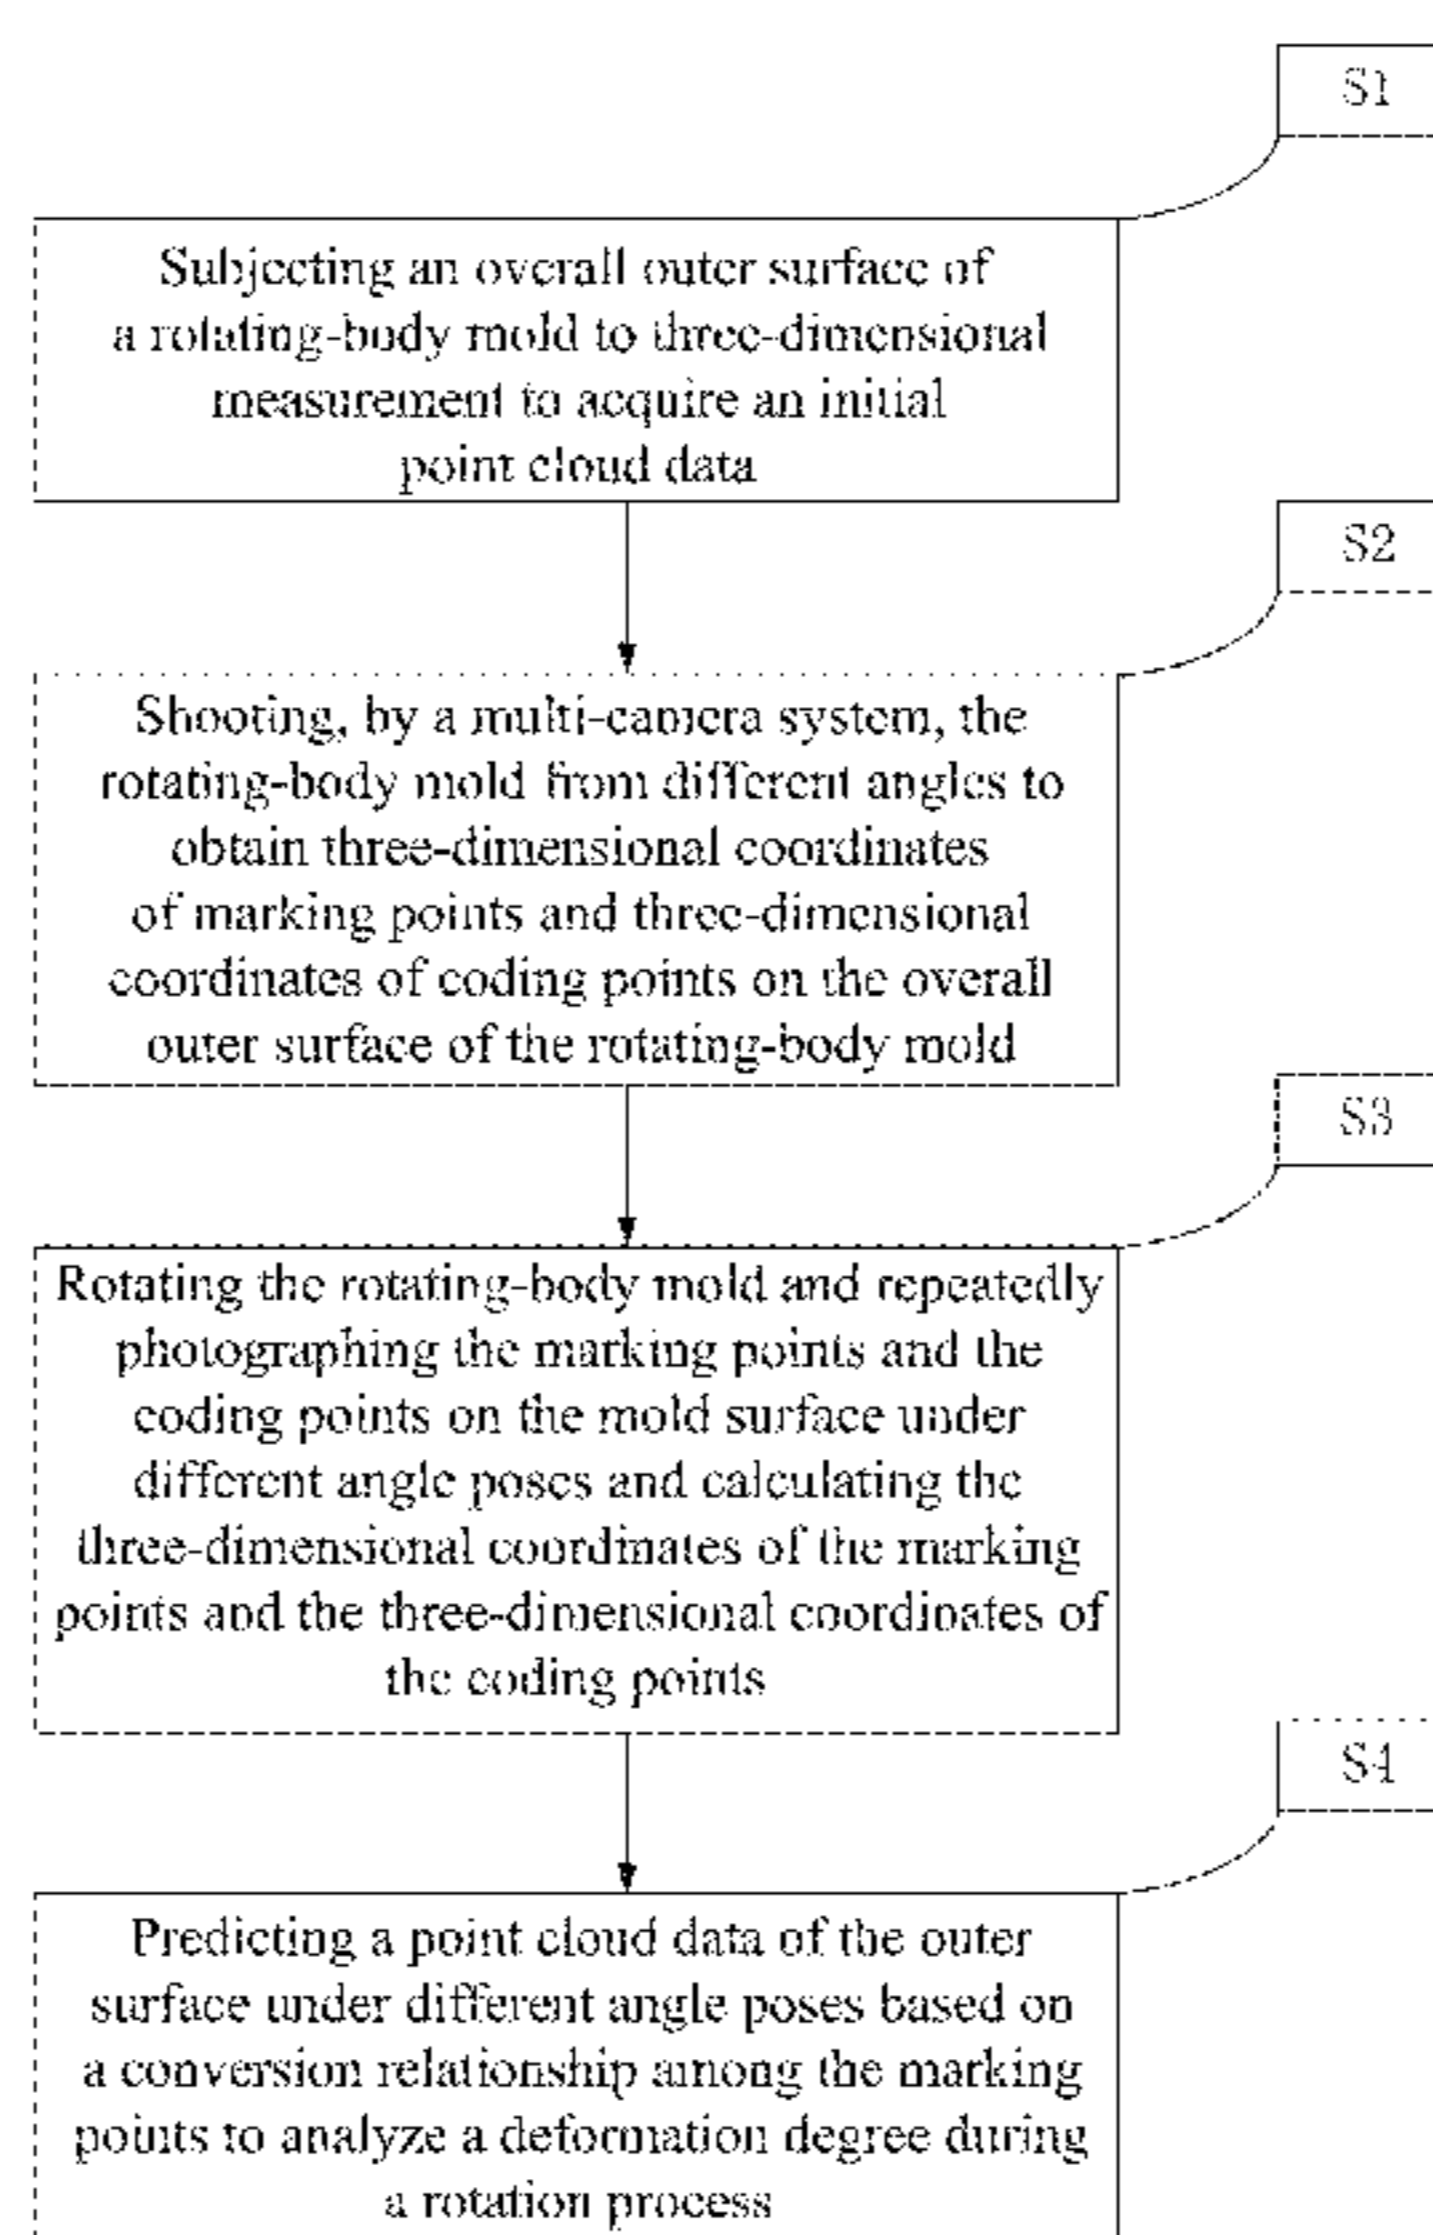 S1
Subjecting an overall outer surface of
a rotating-body mold to three-dimensional
measurement to acquire an initial
point cloud data
S2
Shooting, by a multi-camera system, the
rotating-body mold from different angles to
obtain three-dimensional coordinates
of marking points and three-dimensional
coordinates of coding points on the overall
outer surface of the rotating-body mold
S3
Rotating the rotating-body mold and repeatedly
photographing the marking points and the
coding points on the mold surface under
different angle poses and calculating the
three-dimensional coordinates of the marking
points and the three-dimensional coordinates of
the coding points
S4
Predicting a point cloud data of the outer
surface under different angle poses based on
a conversion relationship among the marking
points to analyze a deformation degree during
a rotation process